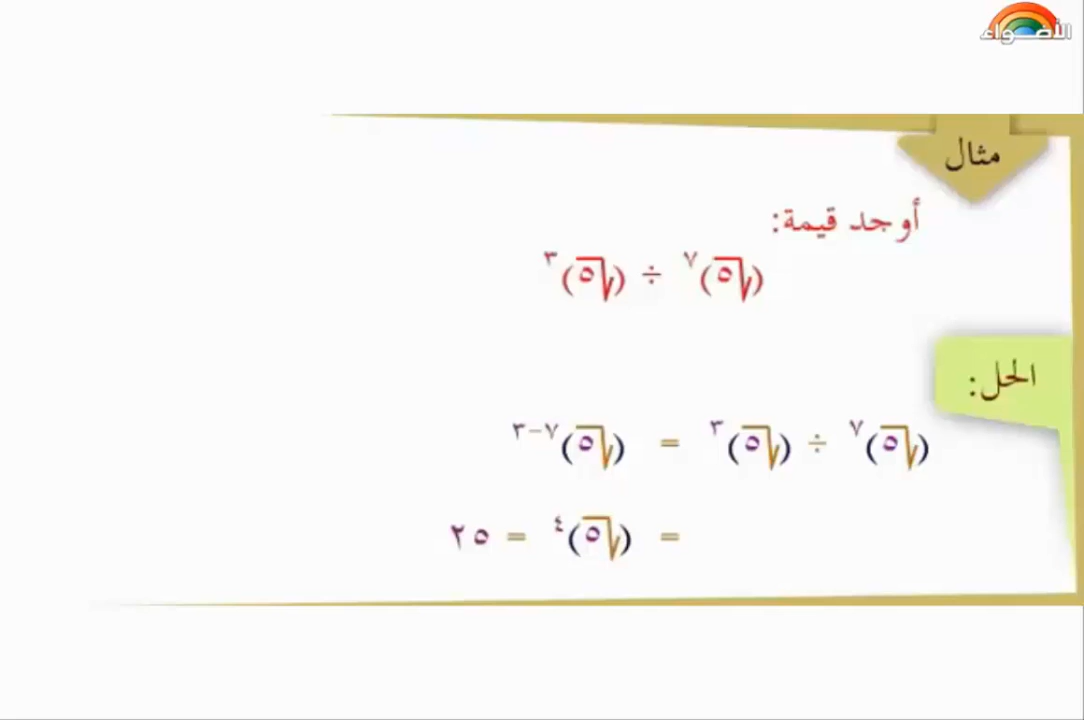 الأضواء
مثال
أوجد قيمة:
(√٥)^٧ ÷ (√٥)^٣
الحل:
(√٥)^٧ ÷ (√٥)^٣ = (√٥)^٧-٣
= (√٥)^٤ = ٢٥